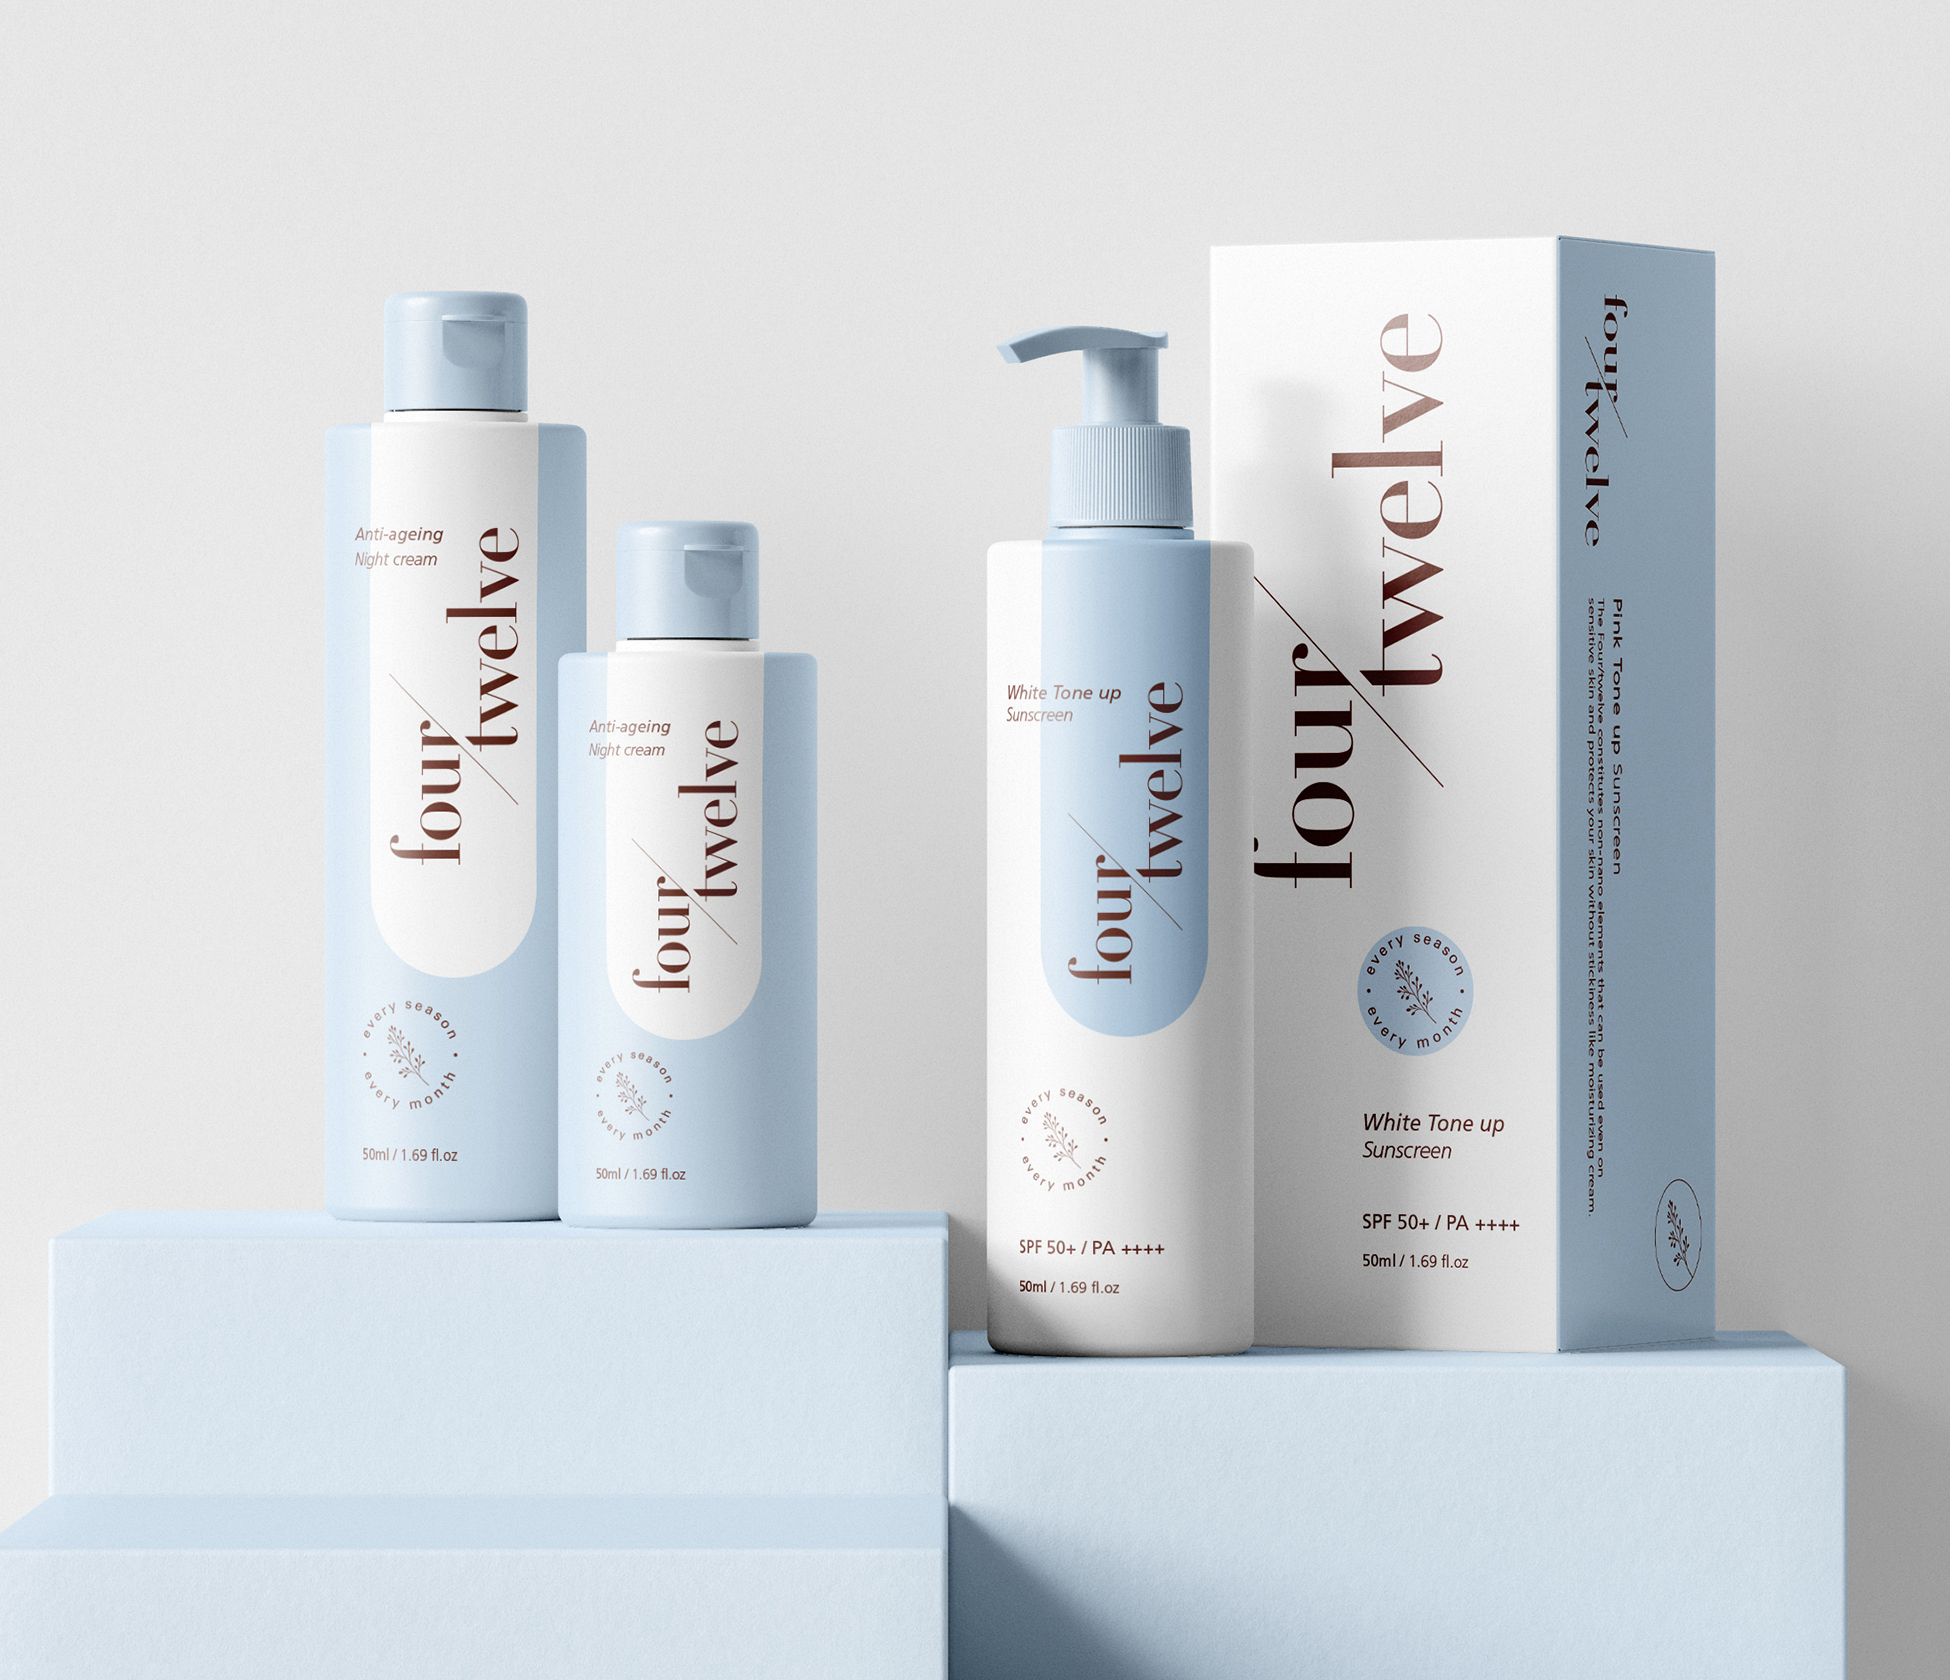 Anti-ageing
Night cream
four/twelve
every season
every month
50ml / 1.69 fl.oz
Anti-ageing
Night cream
four/twelve
every season
every month
50ml / 1.69 fl.oz
White Tone up
Sunscreen
four/twelve
every season
every month
SPF 50+ / PA ++++
50ml / 1.69 fl.oz
four/twelve
every season
every month
White Tone up
Sunscreen
SPF 50+ / PA ++++
50ml / 1.69 fl.oz
four/twelve
Pink Tone up Sunscreen
The Four/twelve constitutes non-nano elements that can be used even on
sensitive skin and protects your skin without stickiness like moisturizing cream.